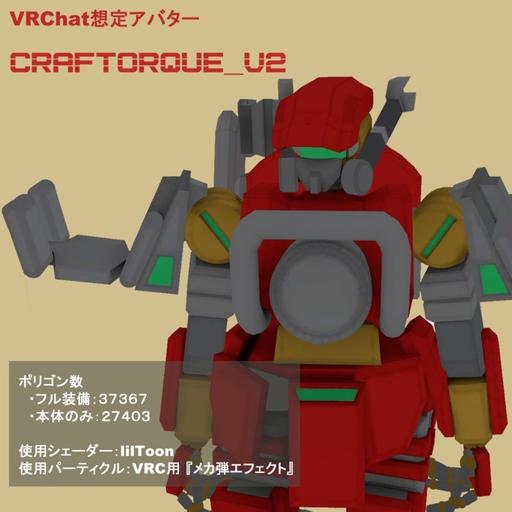 VRChat想定アバター
CRAFTORQUE_V2
ポリゴン数
・フル装備：37367
・本体のみ：27403
使用シェーダー：lilToon
使用パーティクル：VRC用『メカ弾エフェクト』